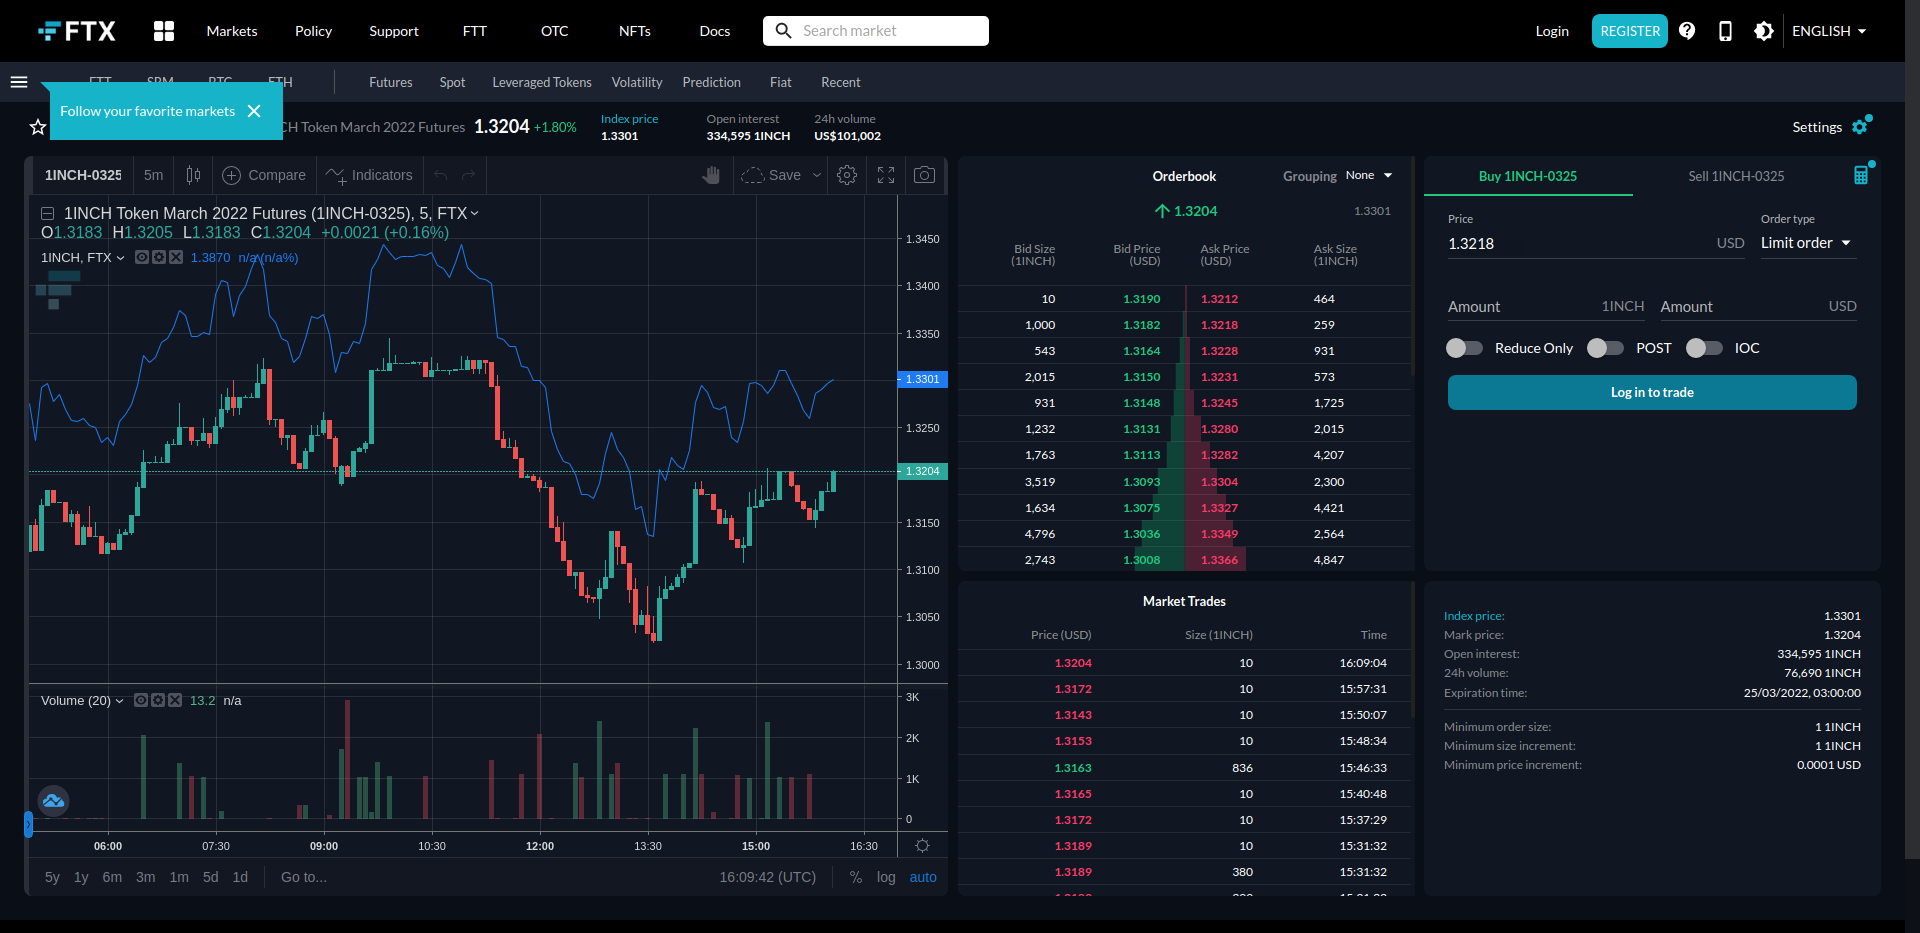 FTX
Markets
Policy
Support
FTT
OTC
NFTs
Docs
Search market
Login
REGISTER
ENGLISH
FTT
SRM
BTC
ETH
Futures
Spot
Leveraged Tokens
Volatility
Prediction
Fiat
Recent
Follow your favorite markets
CH Token March 2022 Futures
1.3204 +1.80%
Index price
1.3301
Open interest
334,595 1INCH
24h volume
US$101,002
Settings
1INCH-0325
5m
Compare
Indicators
Save
1INCH Token March 2022 Futures (1INCH-0325), 5, FTX
O1.3183 H1.3205 L1.3183 C1.3204 +0.0021 (+0.16%)
1INCH, FTX 1.3870 n/a (n/a%)
1.3450
1.3400
1.3350
1.3301
1.3250
1.3204
1.3150
1.3100
1.3050
1.3000
Volume (20) 13.2 n/a
3K
2K
1K
0
06:00 07:30 09:00 10:30 12:00 13:30 15:00 16:30
5y 1y 6m 3m 1m 5d 1d Go to...
16:09:42 (UTC) % log auto
Orderbook
Grouping None
1.3204 1.3301
Bid Size (1INCH) Bid Price (USD) Ask Price (USD) Ask Size (1INCH)
10 1.3190 1.3212 464
1,000 1.3182 1.3218 259
543 1.3164 1.3228 931
2,015 1.3150 1.3231 573
931 1.3148 1.3245 1,725
1,232 1.3131 1.3280 2,015
1,763 1.3113 1.3282 4,207
3,519 1.3093 1.3304 2,300
1,634 1.3075 1.3327 4,421
4,796 1.3036 1.3349 2,564
2,743 1.3008 1.3366 4,847
Market Trades
Price (USD) Size (1INCH) Time
1.3204 10 16:09:04
1.3172 10 15:57:31
1.3143 10 15:50:07
1.3153 10 15:48:34
1.3163 836 15:46:33
1.3165 10 15:40:48
1.3172 10 15:37:29
1.3189 10 15:31:32
1.3189 380 15:31:32
Buy 1INCH-0325
Sell 1INCH-0325
Price
1.3218 USD
Order type
Limit order
Amount 1INCH
Amount USD
Reduce Only
POST
IOC
Log in to trade
Index price: 1.3301
Mark price: 1.3204
Open interest: 334,595 1INCH
24h volume: 76,690 1INCH
Expiration time: 25/03/2022, 03:00:00
Minimum order size: 1 1INCH
Minimum size increment: 1 1INCH
Minimum price increment: 0.0001 USD